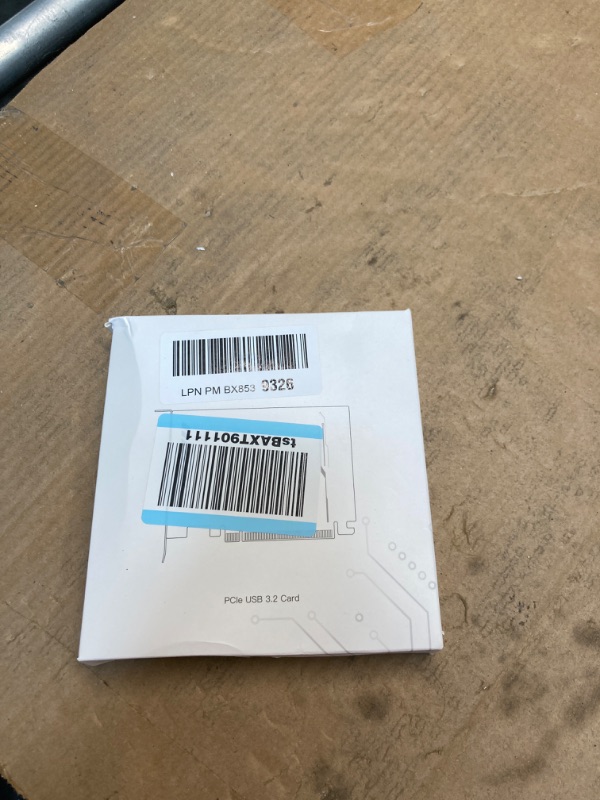 LPN PM BX853 0326
tsBAXT901111
PCIe USB 3.2 Card